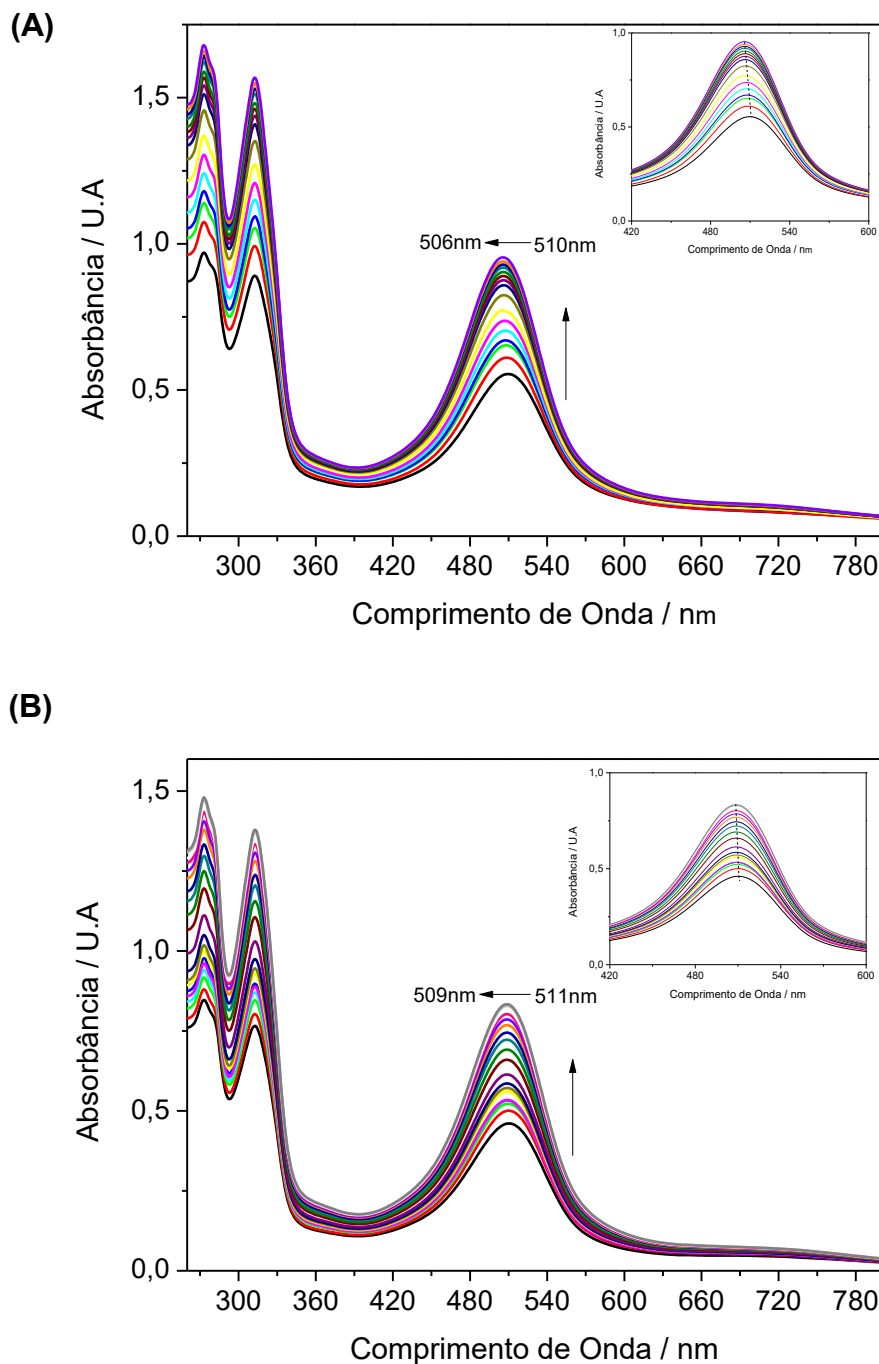 (A)
1,5
1,0
0,5
0,0
Absorbância / U.A
300 360 420 480 540 600 660 720 780
Comprimento de Onda / nm
506nm 510nm
1,0
0,5
0,0
Absorbância / U.A
420 480 540 600
Comprimento de Onda / nm
(B)
1,5
1,0
0,5
0,0
Absorbância / U.A
300 360 420 480 540 600 660 720 780
Comprimento de Onda / nm
509nm 511nm
1,0
0,5
0,0
Absorbância / U.A
420 480 540 600
Comprimento de Onda / nm